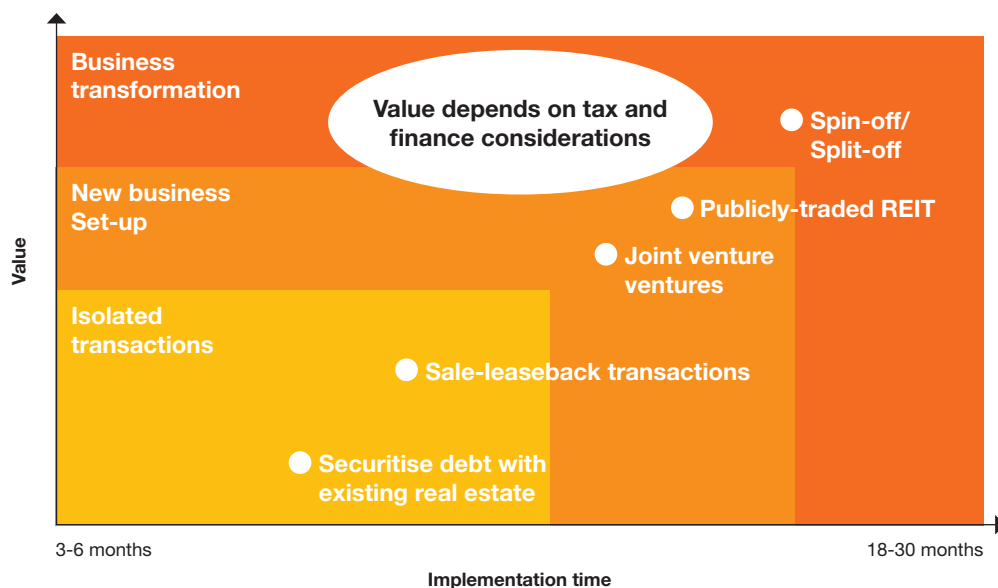 Business
transformation
Value depends on tax and
finance considerations
Spin-off/
Split-off
New business
Set-up
Publicly-traded REIT
Joint venture
ventures
Isolated
transactions
Sale-leaseback transactions
Securitise debt with
existing real estate
Value
3-6 months
18-30 months
Implementation time